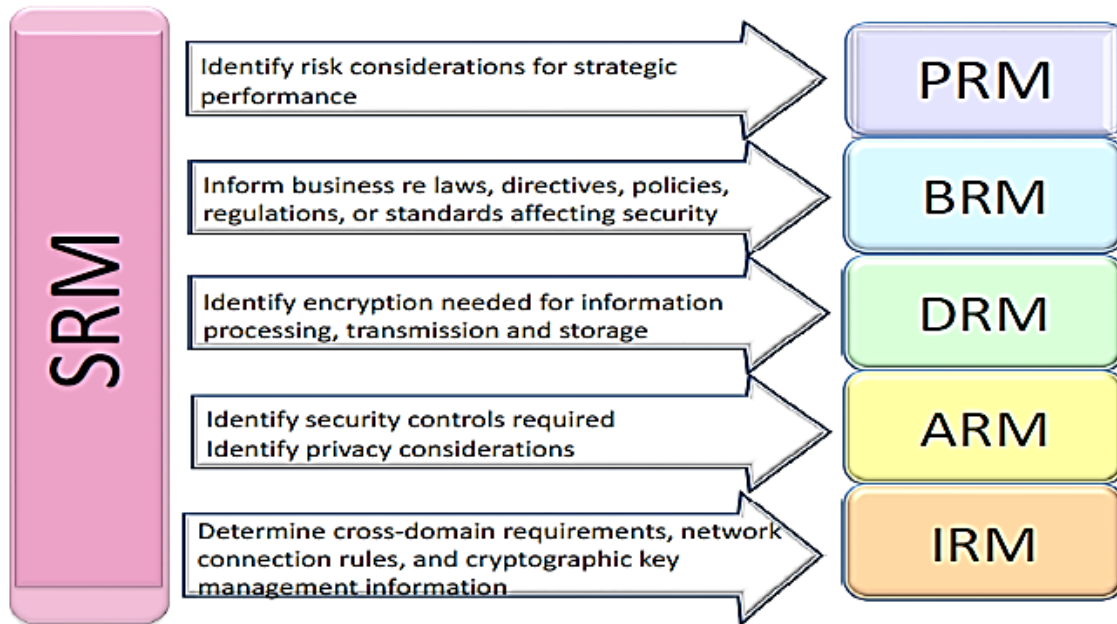 SRM
Identify risk considerations for strategic
performance
PRM
Inform business re laws, directives, policies,
regulations, or standards affecting security
BRM
Identify encryption needed for information
processing, transmission and storage
DRM
Identify security controls required
Identify privacy considerations
ARM
Determine cross-domain requirements, network
connection rules, and cryptographic key
management information
IRM